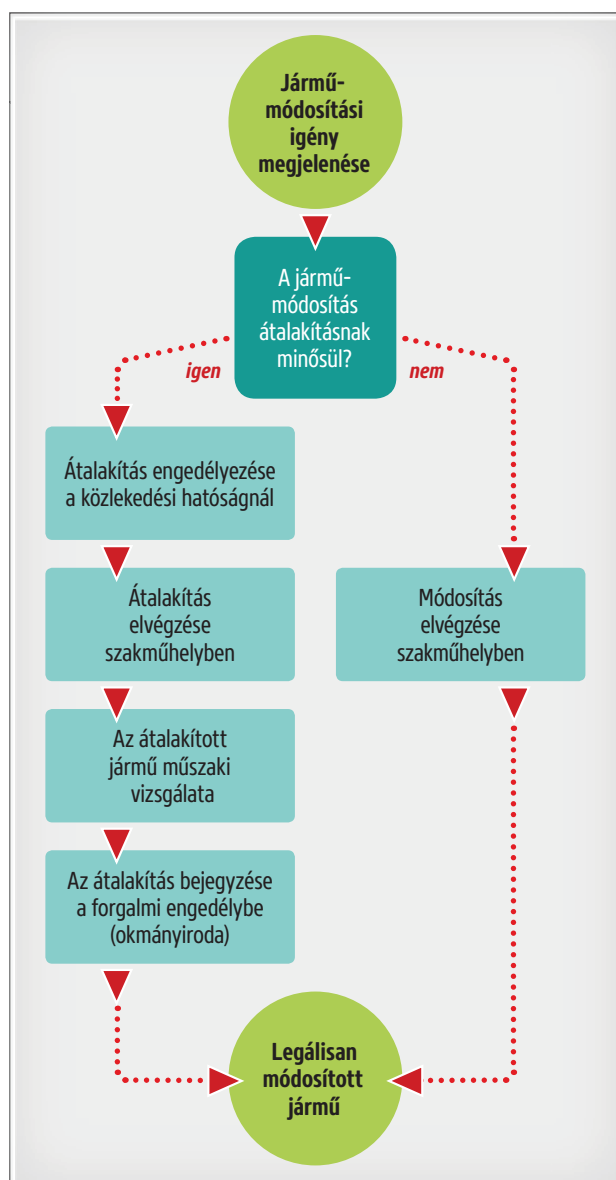 Jármű-
módosítási
igény
megjelenése
A jármű-
módosítás
átalakításnak
minősül?
igen
nem
Átalakítás engedélyezése
a közlekedési hatóságnál
Átalakítás
elvégzése
szakműhelyben
Módosítás
elvégzése
szakműhelyben
Az átalakított
jármű műszaki
vizsgálata
Az átalakítás bejegyzése
a forgalmi engedélybe
(okmányiroda)
Legálisan
módosított
jármű